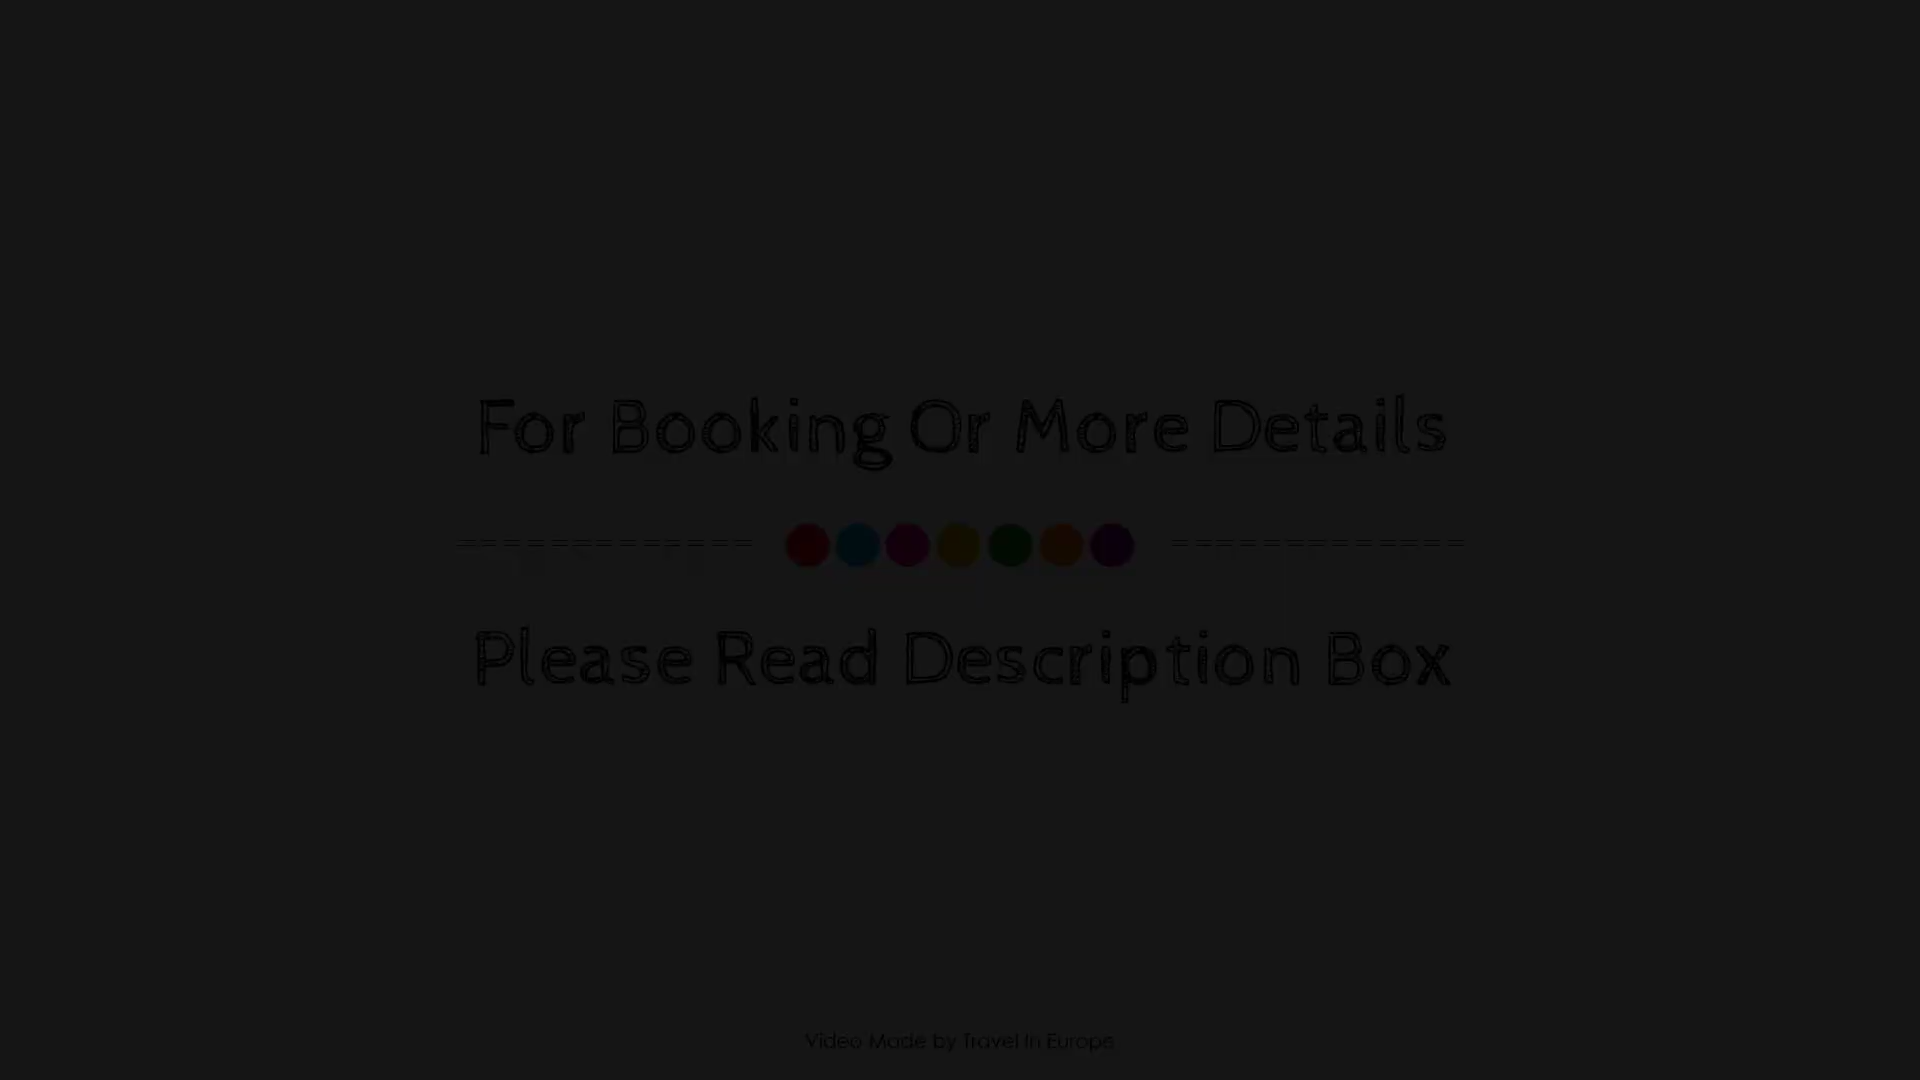 For Booking Or More Details
============= =============
Please Read Description Box
Video Made by Travel In Europe